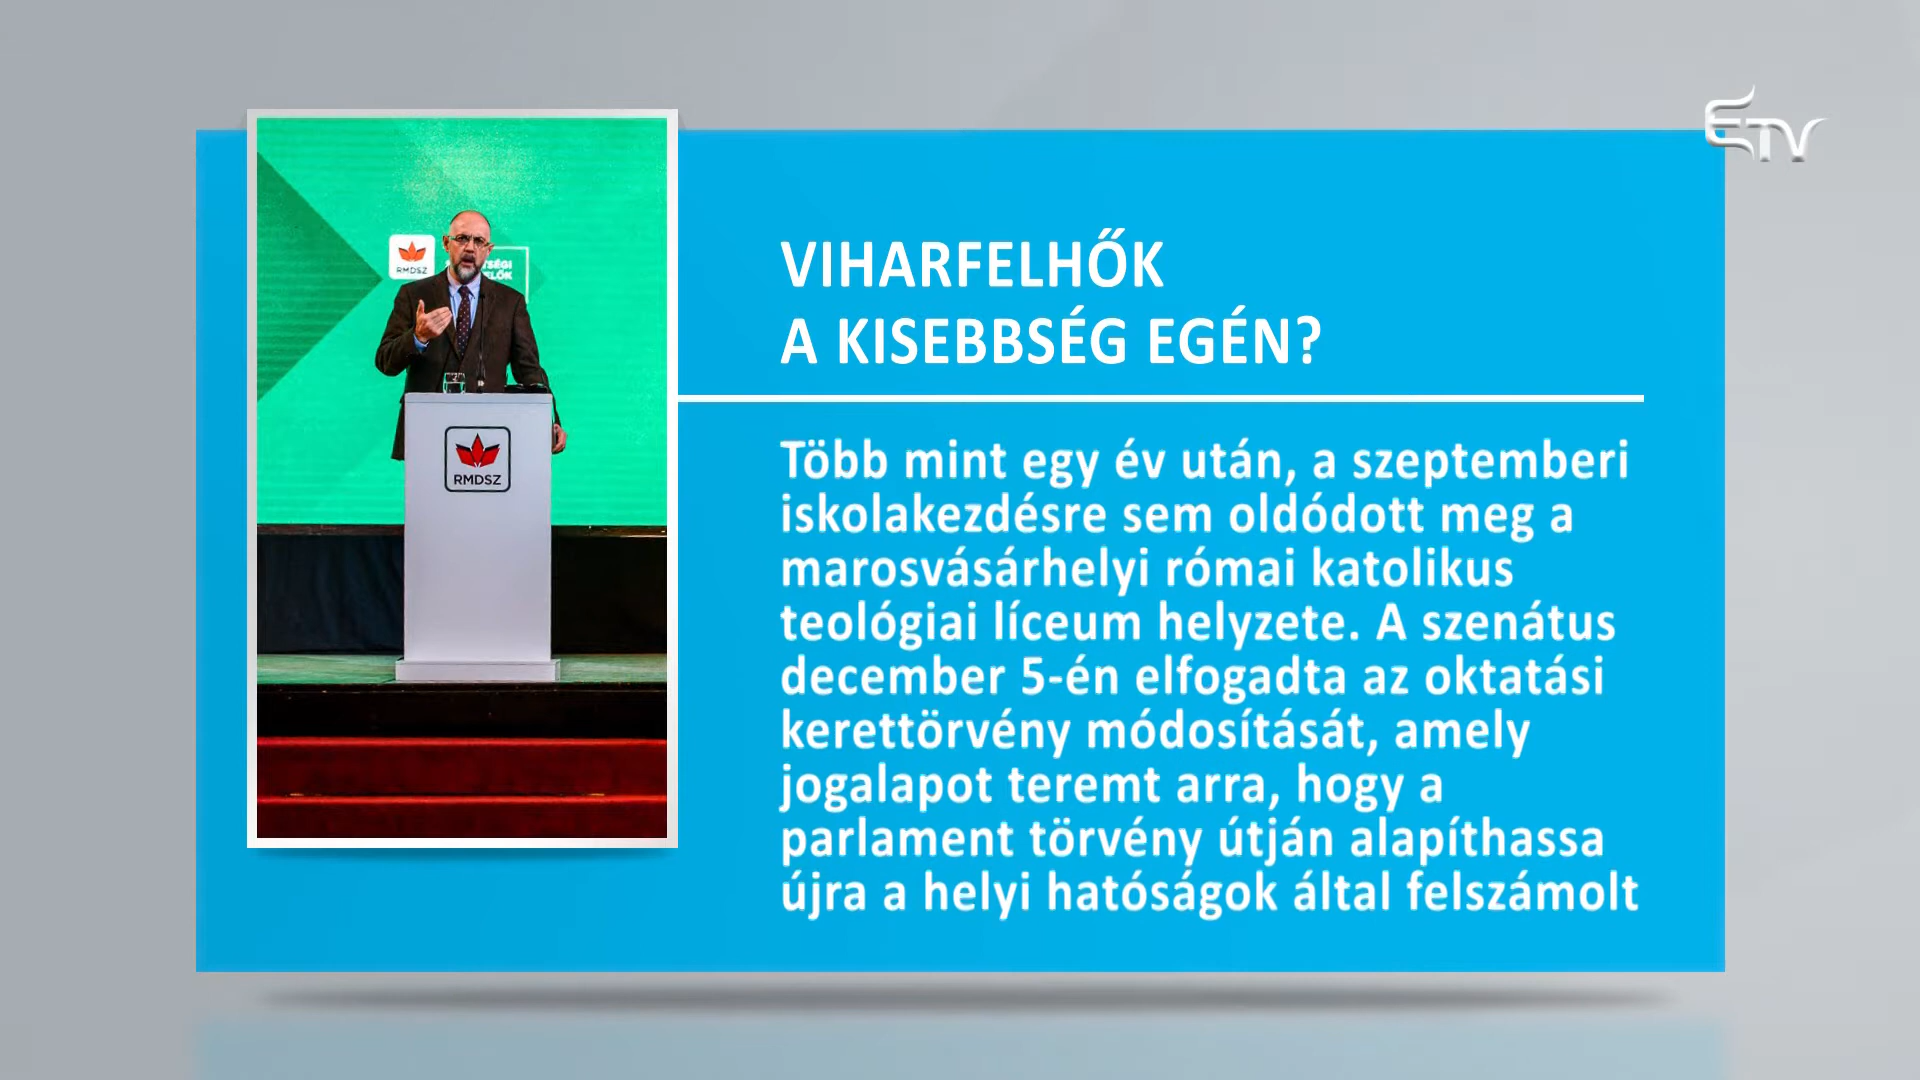 ETV
RMDSZ
RMDSZ
VIHARFELHŐK
A KISEBBSÉG EGÉN?
Több mint egy év után, a szeptemberi
iskolakezdésre sem oldódott meg a
marosvásárhelyi római katolikus
teológiai líceum helyzete. A szenátus
december 5-én elfogadta az oktatási
kerettörvény módosítását, amely
jogalapot teremt arra, hogy a
parlament törvény útján alapíthassa
újra a helyi hatóságok által felszámolt